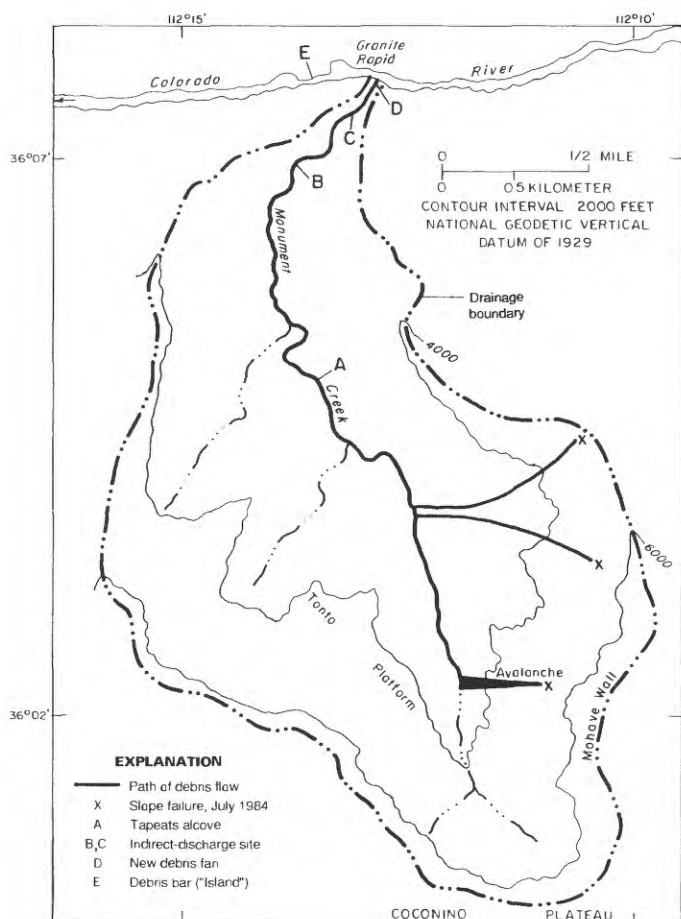 112°15'
112°10'
Granite
Rapid
E
Colorado
River
D
C
36°07'
B
0 1/2 MILE
0 0.5 KILOMETER
CONTOUR INTERVAL 2000 FEET
NATIONAL GEODETIC VERTICAL
DATUM OF 1929
Monument
Drainage
boundary
4000
A
Creek
X
6000
X
Tonto
Platform
Avalanche
X
Mohave Wall
36°02'
EXPLANATION
Path of debris flow
X Slope failure, July 1984
A Tapeats alcove
B,C Indirect-discharge site
D New debris fan
E Debris bar ("Island")
COCONINO PLATEAU